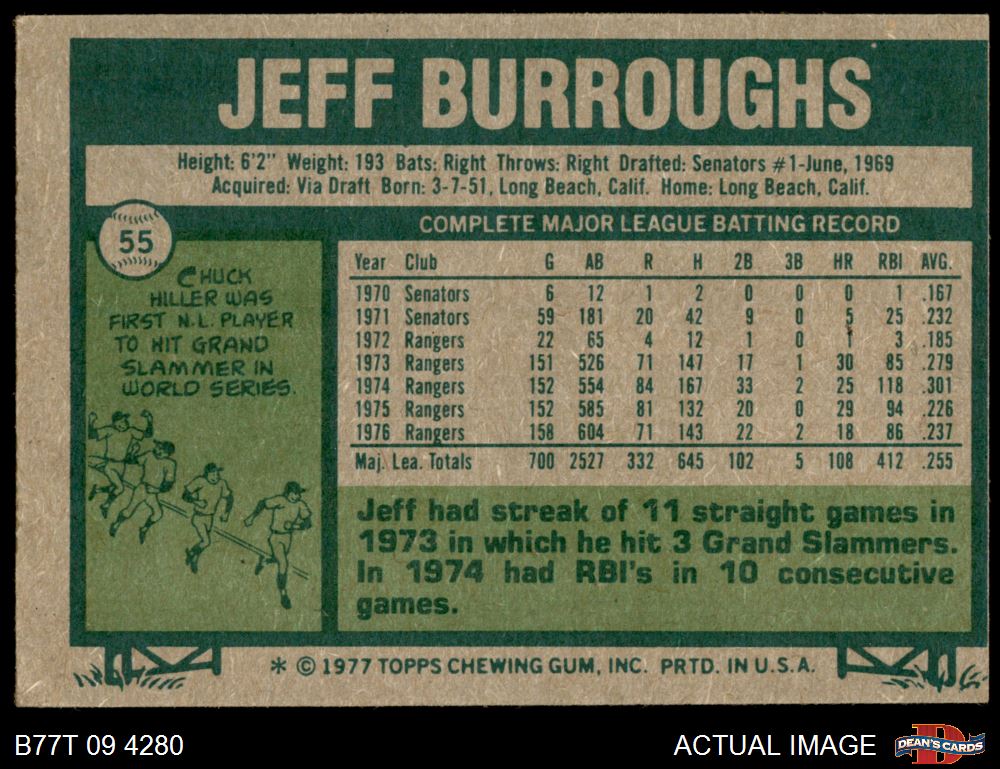 JEFF BURROUGHS
Height: 6'2" Weight: 193 Bats: Right Throws: Right Drafted: Senators #1-June, 1969
Acquired: Via Draft Born: 3-7-51, Long Beach, Calif. Home: Long Beach, Calif.
55
CHUCK
HILLER WAS
FIRST N.L. PLAYER
TO HIT GRAND
SLAMMER IN
WORLD SERIES.
COMPLETE MAJOR LEAGUE BATTING RECORD
Year Club G AB R H 2B 3B HR RBI AVG.
1970 Senators 6 12 1 2 0 0 0 1 .167
1971 Senators 59 181 20 42 9 0 5 25 .232
1972 Rangers 22 65 4 12 1 0 1 3 .185
1973 Rangers 151 526 71 147 17 1 30 85 .279
1974 Rangers 152 554 84 167 33 2 25 118 .301
1975 Rangers 152 585 81 132 20 0 29 94 .226
1976 Rangers 158 604 71 143 22 2 18 86 .237
Maj. Lea. Totals 700 2527 332 645 102 5 108 412 .255
Jeff had streak of 11 straight games in
1973 in which he hit 3 Grand Slammers.
In 1974 had RBI's in 10 consecutive
games.
* © 1977 TOPPS CHEWING GUM, INC. PRTD. IN U.S.A.
B77T 09 4280
ACTUAL IMAGE
D
DEAN'S CARDS